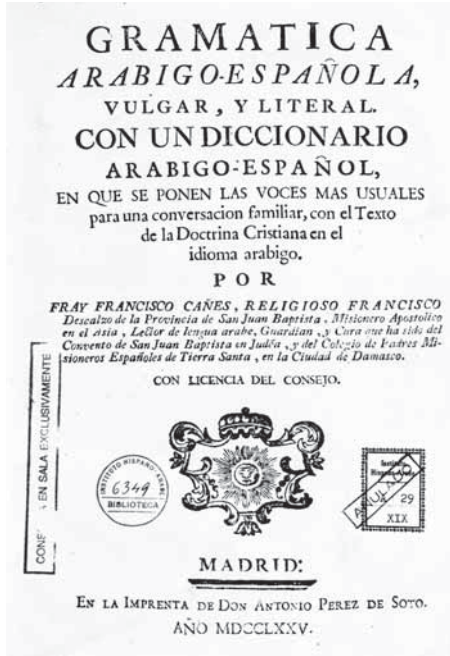 GRAMATICA
ARABIGO-ESPAÑOLA,
VULGAR, Y LITERAL.
CON UN DICCIONARIO
ARABIGO-ESPAÑOL,
EN QUE SE PONEN LAS VOCES MAS USUALES
para una conversacion familiar, con el Texto
de la Doctrina Cristiana en el
idioma arabigo.
POR
FRAY FRANCISCO CAÑES, RELIGIOSO FRANCISCO
Descalzo de la Provincia de San Juan Baptista, Misionero Apostolico
en el Asia, Lector de lengua arabe, Guardian, y Cura que ha sido del
Convento de San Juan Baptista en Judéa, y del Colegio de Padres Mi-
sioneros Españoles de Tierra Santa, en la Ciudad de Damasco.
CON LICENCIA DEL CONSEJO.
EN SALA EXCLUSIVAMENTE
INSTITUTO HISPANO-ARABE
6349
BIBLIOTECA
ANULADO
29
XIX
MADRID:
EN LA IMPRENTA DE DON ANTONIO PEREZ DE SOTO.
AÑO MDCCLXXV.